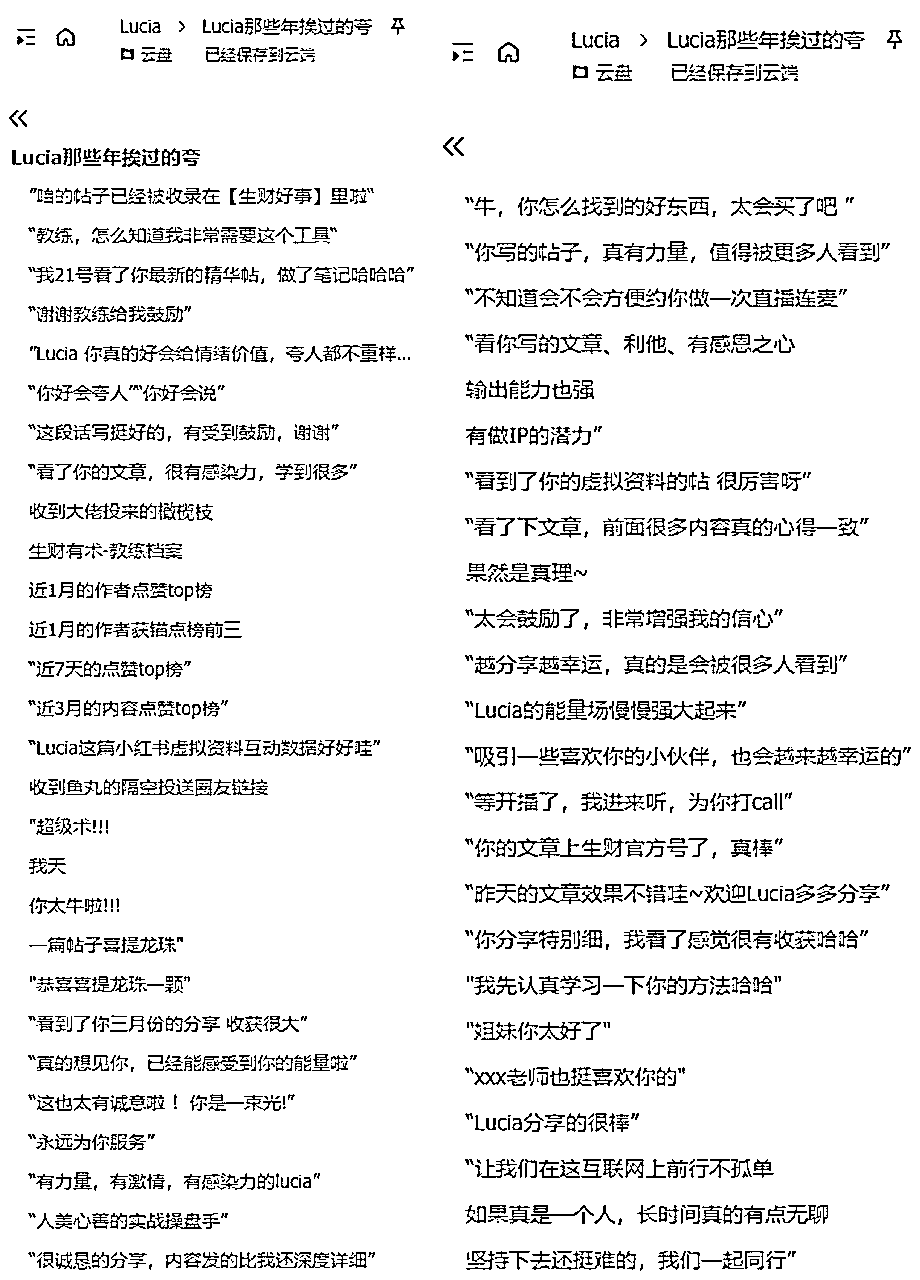 Lucia > Lucia那些年挨过的夸
云盘 已经保存到云端
Lucia那些年挨过的夸
"咱的帖子已经被收录在【生财好事】里啦"
"教练，怎么知道我非常需要这个工具"
"我21号看了你最新的精华帖，做了笔记哈哈哈"
"谢谢教练给我鼓励"
"Lucia 你真的好会给情绪价值，夸人都不重样...
"你好会夸人""你好会说"
"这段话写挺好的，有受到鼓励，谢谢"
"看了你的文章，很有感染力，学到很多"
收到大佬投来的橄榄枝
生财有术-教练档案
近1月的作者点赞top榜
近1月的作者获锚点榜前三
"近7天的点赞top榜"
"近3月的内容点赞top榜"
"Lucia这篇小红书虚拟资料互动数据好好哇"
收到鱼丸的隔空投送圈友链接
"超级术!!!
我天
你太牛啦!!!
一篇帖子喜提龙珠"
"恭喜喜提龙珠一颗"
"看到了你三月份的分享 收获很大"
"真的想见你，已经能感受到你的能量啦"
"这也太有诚意啦！ 你是一束光!"
"永远为你服务"
"有力量，有激情，有感染力的lucia"
"人美心善的实战操盘手"
"很诚恳的分享，内容发的比我还深度详细"
Lucia > Lucia那些年挨过的夸
云盘 已经保存到云端
"牛，你怎么找到的好东西，太会买了吧 "
"你写的帖子，真有力量，值得被更多人看到"
"不知道会不会方便约你做一次直播连麦"
"看你写的文章、利他、有感恩之心
输出能力也强
有做IP的潜力"
"看到了你的虚拟资料的帖 很厉害呀"
"看了下文章，前面很多内容真的心得一致"
果然是真理~
"太会鼓励了，非常增强我的信心"
"越分享越幸运，真的是会被很多人看到"
"Lucia的能量场慢慢强大起来"
"吸引一些喜欢你的小伙伴，也会越来越幸运的"
"等开播了，我进来听，为你打call"
"你的文章上生财官方号了，真棒"
"昨天的文章效果不错哇~欢迎Lucia多多分享"
"你分享特别细，我看了感觉很有收获哈哈"
"我先认真学习一下你的方法哈哈"
"姐妹你太好了"
"xxx老师也挺喜欢你的"
"Lucia分享的很棒"
"让我们在这互联网上前行不孤单
如果真是一个人，长时间真的有点无聊
坚持下去还挺难的，我们一起同行"